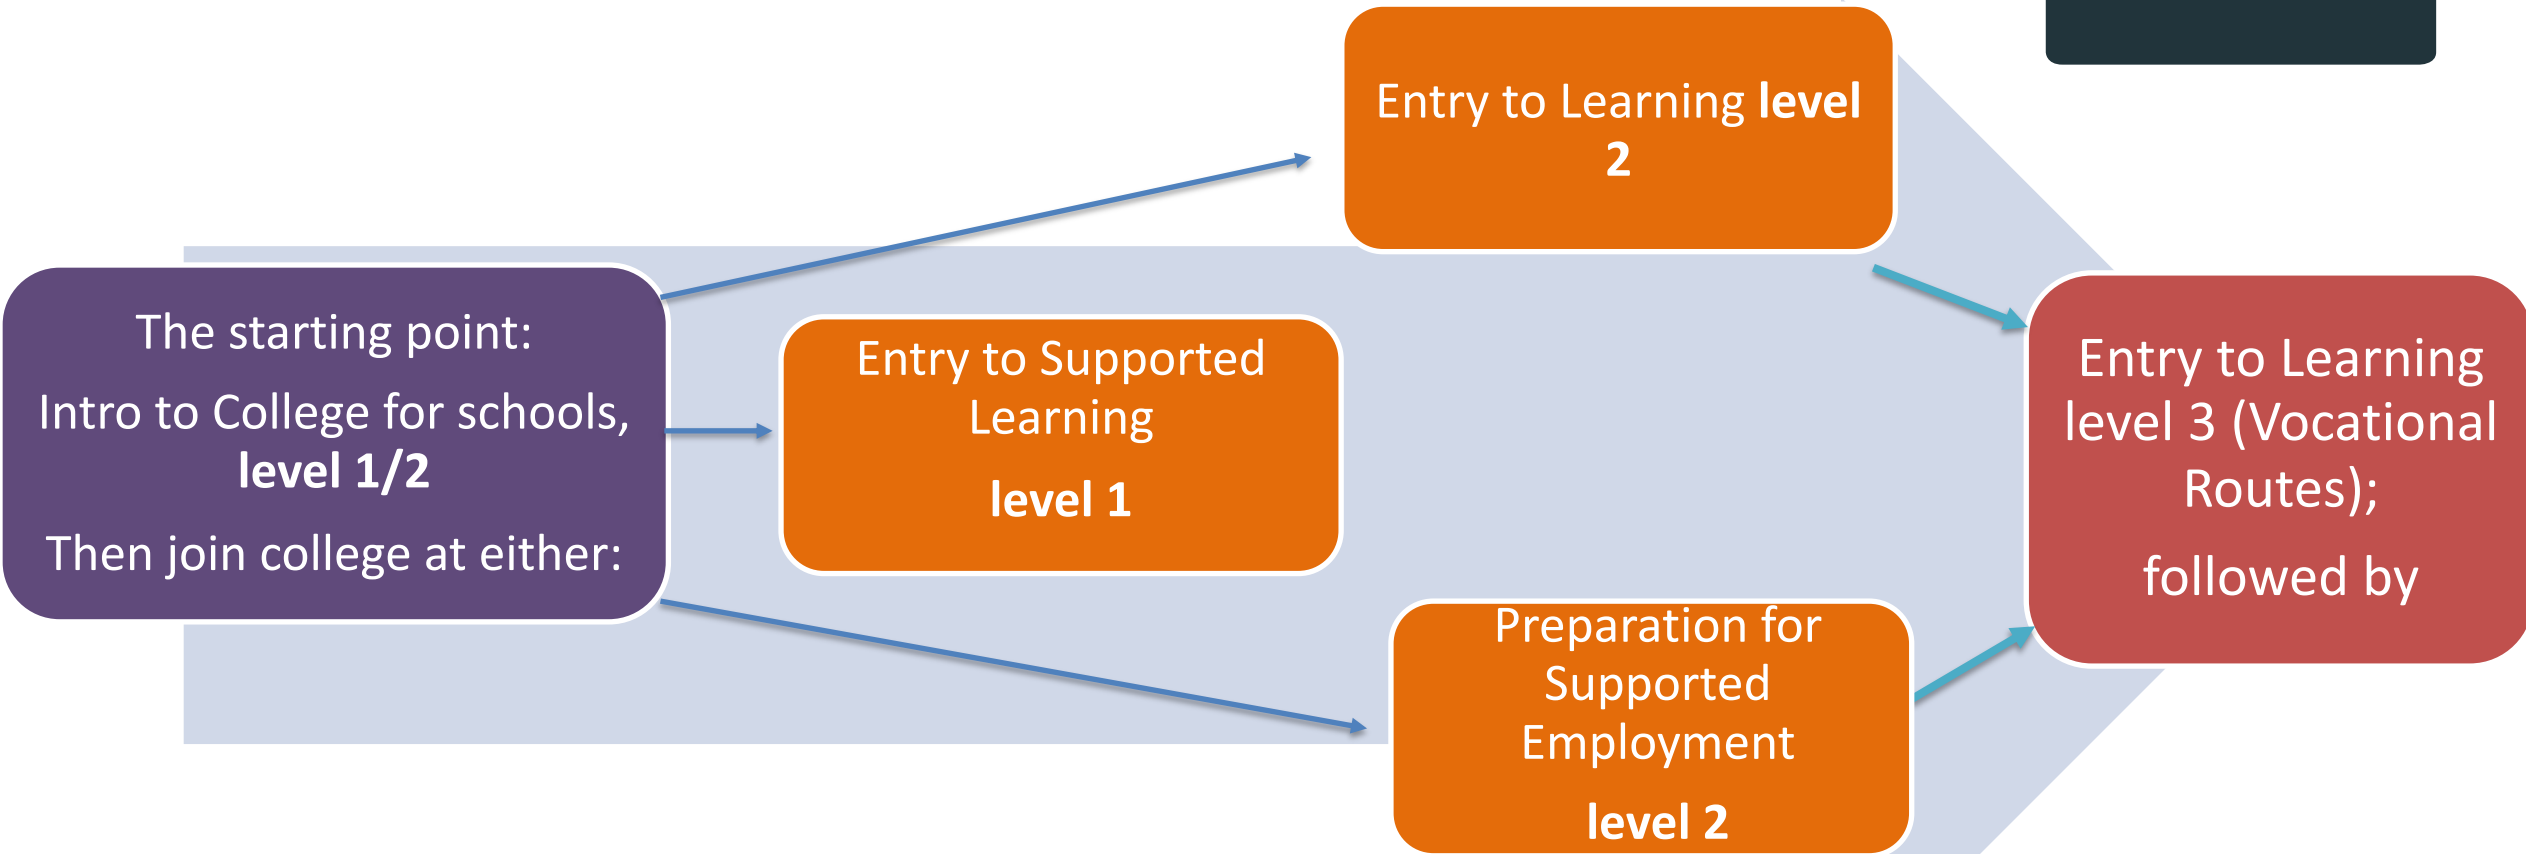 The starting point:
Intro to College for schools,
level 1/2
Then join college at either:
Entry to Learning level
2
Entry to Supported
Learning
level 1
Preparation for
Supported
Employment
level 2
Entry to Learning
level 3 (Vocational
Routes);
followed by